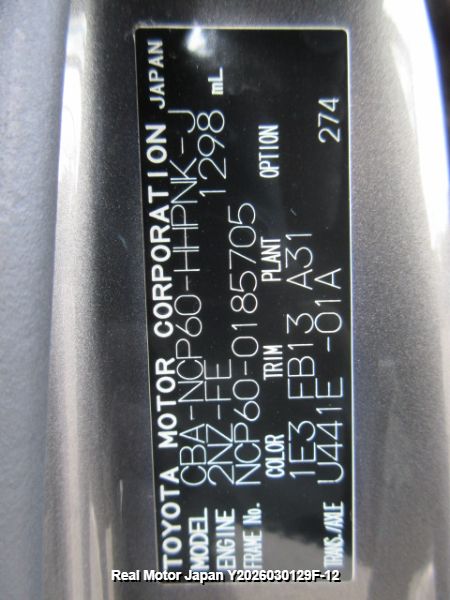 TOYOTA MOTOR CORPORATION JAPAN
MODEL CBA-NCP60-HHPNK-J
ENGINE 2NZ-FE 1298 mL
FRAME No. NCP60-0185705
COLOR TRIM PLANT OPTION
1E3 FB13 A31 274
TRANS./AXLE U441E -01A
Real Motor Japan Y2026030129F-12